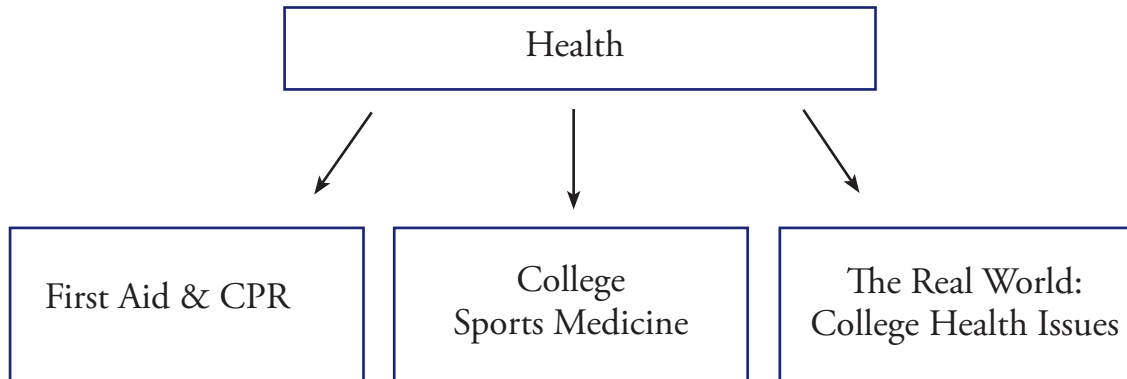 Health
First Aid & CPR
College
Sports Medicine
The Real World:
College Health Issues